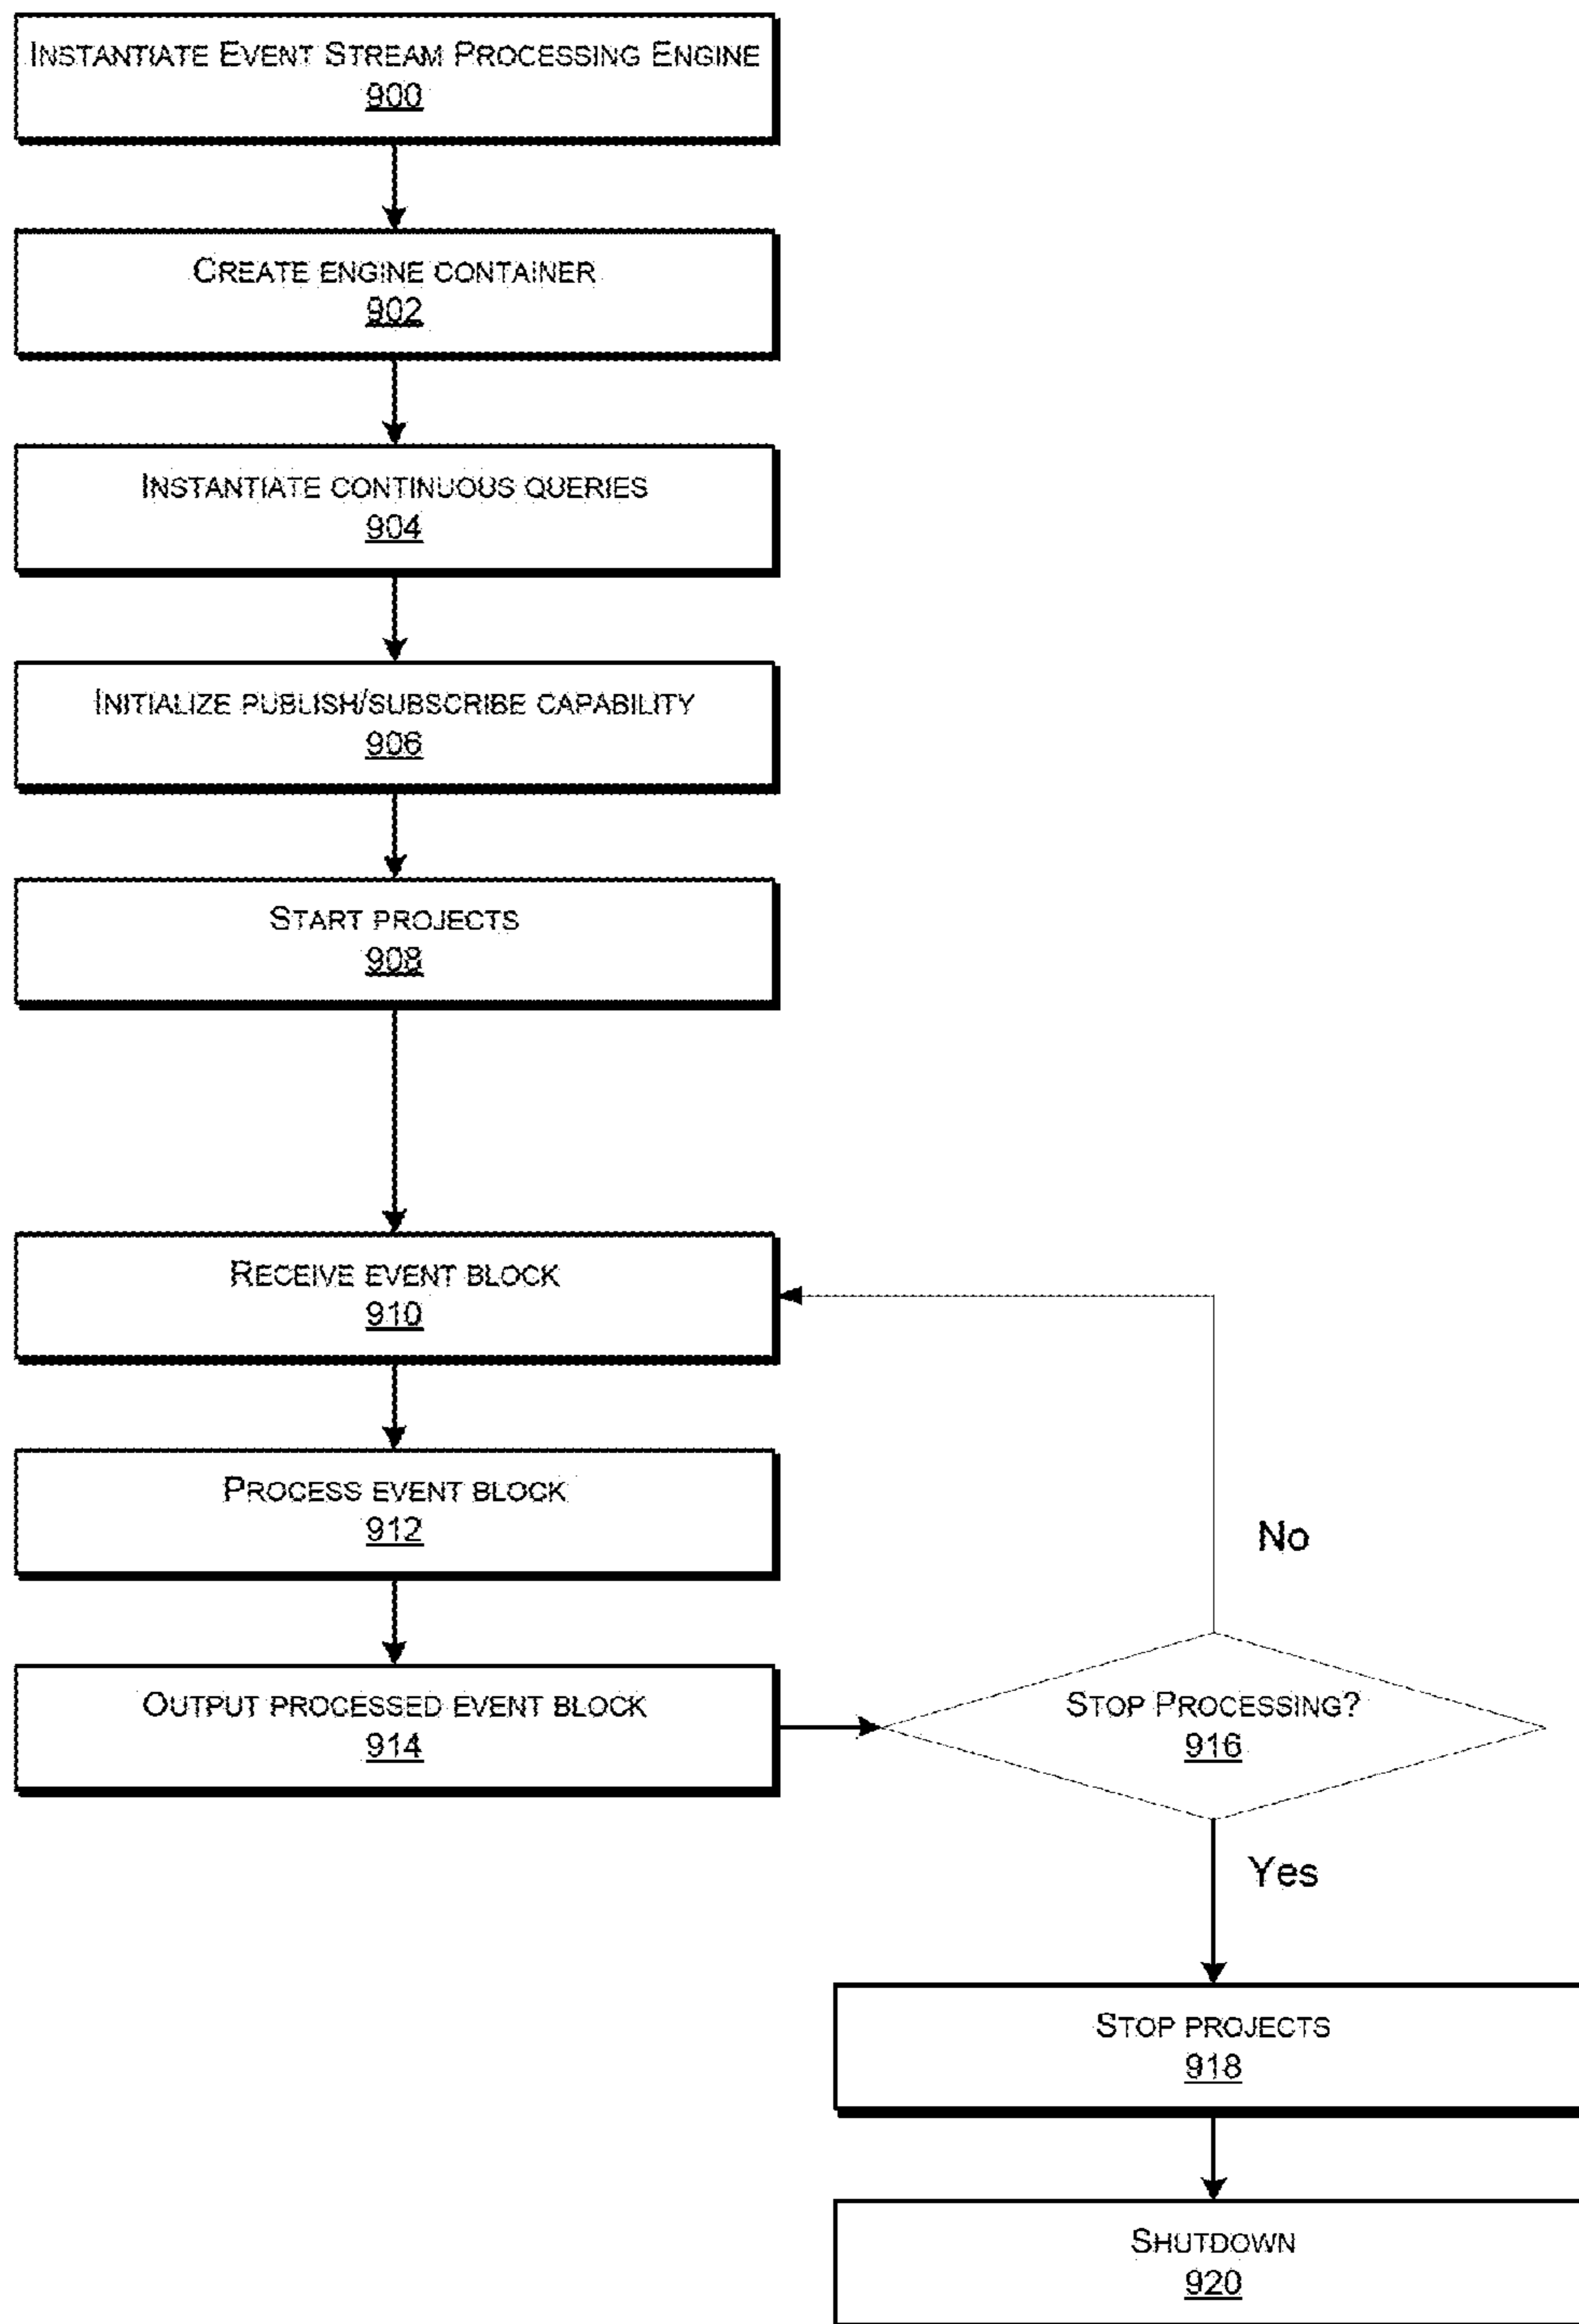 INSTANTIATE EVENT STREAM PROCESSING ENGINE
900
CREATE ENGINE CONTAINER
902
INSTANTIATE CONTINUOUS QUERIES
904
INITIALIZE PUBLISH/SUBSCRIBE CAPABILITY
906
START PROJECTS
908
RECEIVE EVENT BLOCK
910
PROCESS EVENT BLOCK
912
No
OUTPUT PROCESSED EVENT BLOCK
914
STOP PROCESSING?
916
Yes
STOP PROJECTS
918
SHUTDOWN
920